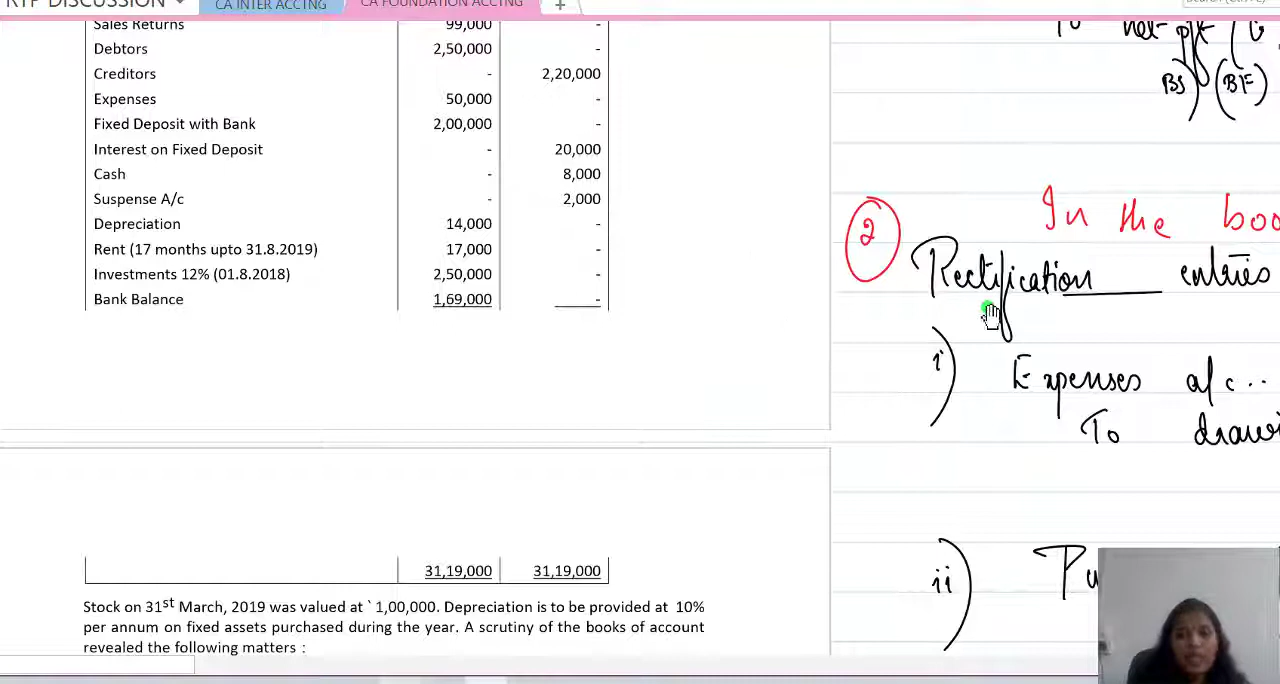 RTP DISCUSSION
CA INTER ACCTNG
CA FOUNDATION ACCTNG
+
Sales Returns 99,000 -
Debtors 2,50,000 -
Creditors - 2,20,000
Expenses 50,000 -
Fixed Deposit with Bank 2,00,000 -
Interest on Fixed Deposit - 20,000
Cash - 8,000
Suspense A/c - 2,000
Depreciation 14,000 -
Rent (17 months upto 31.8.2019) 17,000 -
Investments 12% (01.8.2018) 2,50,000 -
Bank Balance 1,69,000 -
31,19,000 31,19,000
Stock on 31st March, 2019 was valued at ` 1,00,000. Depreciation is to be provided at 10%
per annum on fixed assets purchased during the year. A scrutiny of the books of account
revealed the following matters :
To net pft
BS) (BF)
2 In the boo
Rectification entries
i) Expenses a/c ..
To drawi
ii) Pu